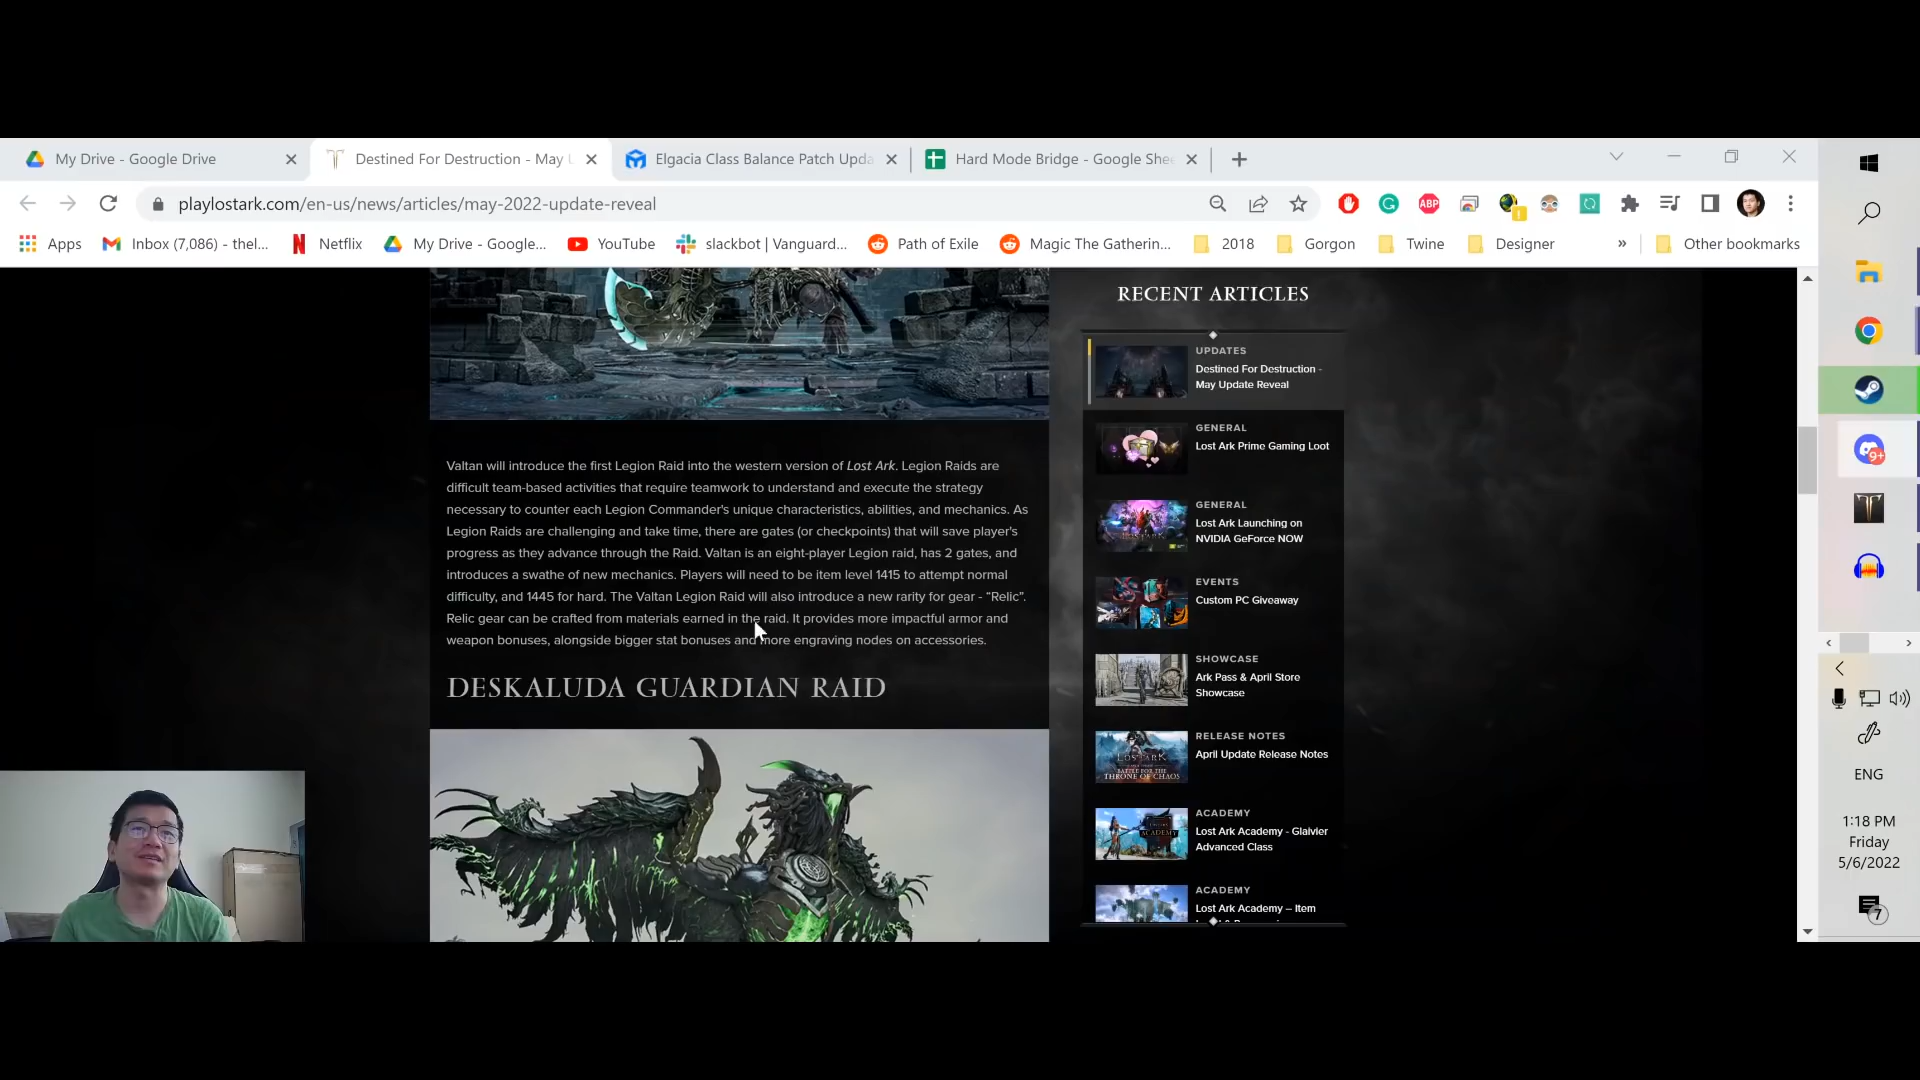 My Drive - Google Drive
Destined For Destruction - May
Elgacia Class Balance Patch Upda
Hard Mode Bridge - Google Shee
playlostark.com/en-us/news/articles/may-2022-update-reveal
ABP
Apps
Inbox (7,086) - thel...
Netflix
My Drive - Google...
YouTube
slackbot | Vanguard...
Path of Exile
Magic The Gatherin...
2018
Gorgon
Twine
Designer
»
Other bookmarks
Valtan will introduce the first Legion Raid into the western version of Lost Ark. Legion Raids are
difficult team-based activities that require teamwork to understand and execute the strategy
necessary to counter each Legion Commander's unique characteristics, abilities, and mechanics. As
Legion Raids are challenging and take time, there are gates (or checkpoints) that will save player's
progress as they advance through the Raid. Valtan is an eight-player Legion raid, has 2 gates, and
introduces a swathe of new mechanics. Players will need to be item level 1415 to attempt normal
difficulty, and 1445 for hard. The Valtan Legion Raid will also introduce a new rarity for gear - “Relic”.
Relic gear can be crafted from materials earned in the raid. It provides more impactful armor and
weapon bonuses, alongside bigger stat bonuses and more engraving nodes on accessories.
DESKALUDA GUARDIAN RAID
RECENT ARTICLES
UPDATES
Destined For Destruction -
May Update Reveal
GENERAL
Lost Ark Prime Gaming Loot
GENERAL
Lost Ark Launching on
NVIDIA GeForce NOW
EVENTS
Custom PC Giveaway
SHOWCASE
Ark Pass & April Store
Showcase
RELEASE NOTES
April Update Release Notes
LOST ARK
BATTLE FOR THE
THRONE OF CHAOS
ACADEMY
Lost Ark Academy - Glaivier
Advanced Class
ACADEMY
Lost Ark Academy – Item
9+
ENG
1:18 PM
Friday
5/6/2022
7